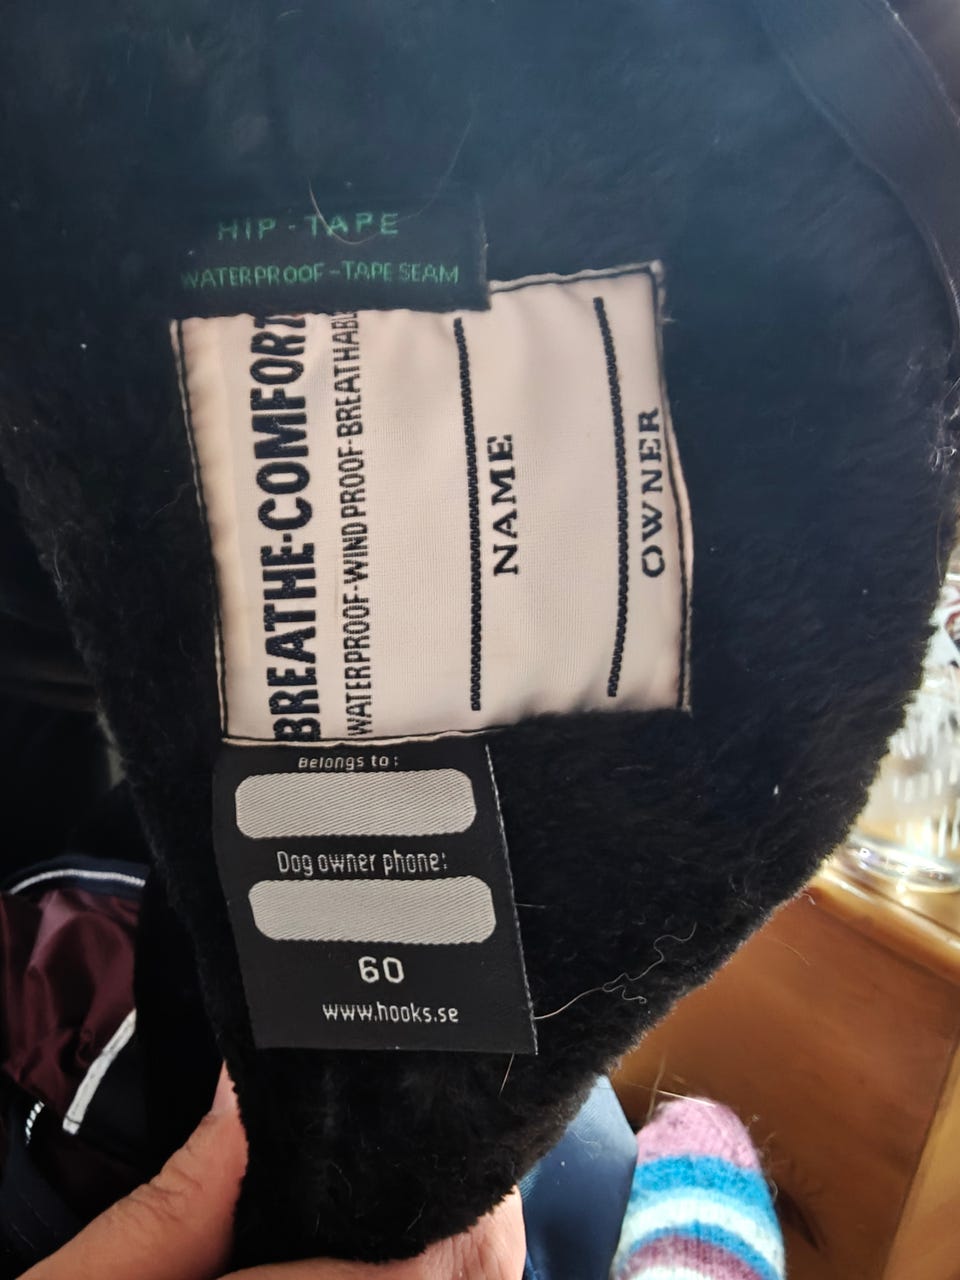 HIP-TAPE
WATERPROOF-TAPE SEAM
BREATHE-COMFORT
WATERPROOF-WIND PROOF-BREATHABLE
NAME
OWNER
Belongs to:
Dog owner phone:
60
www.hooks.se